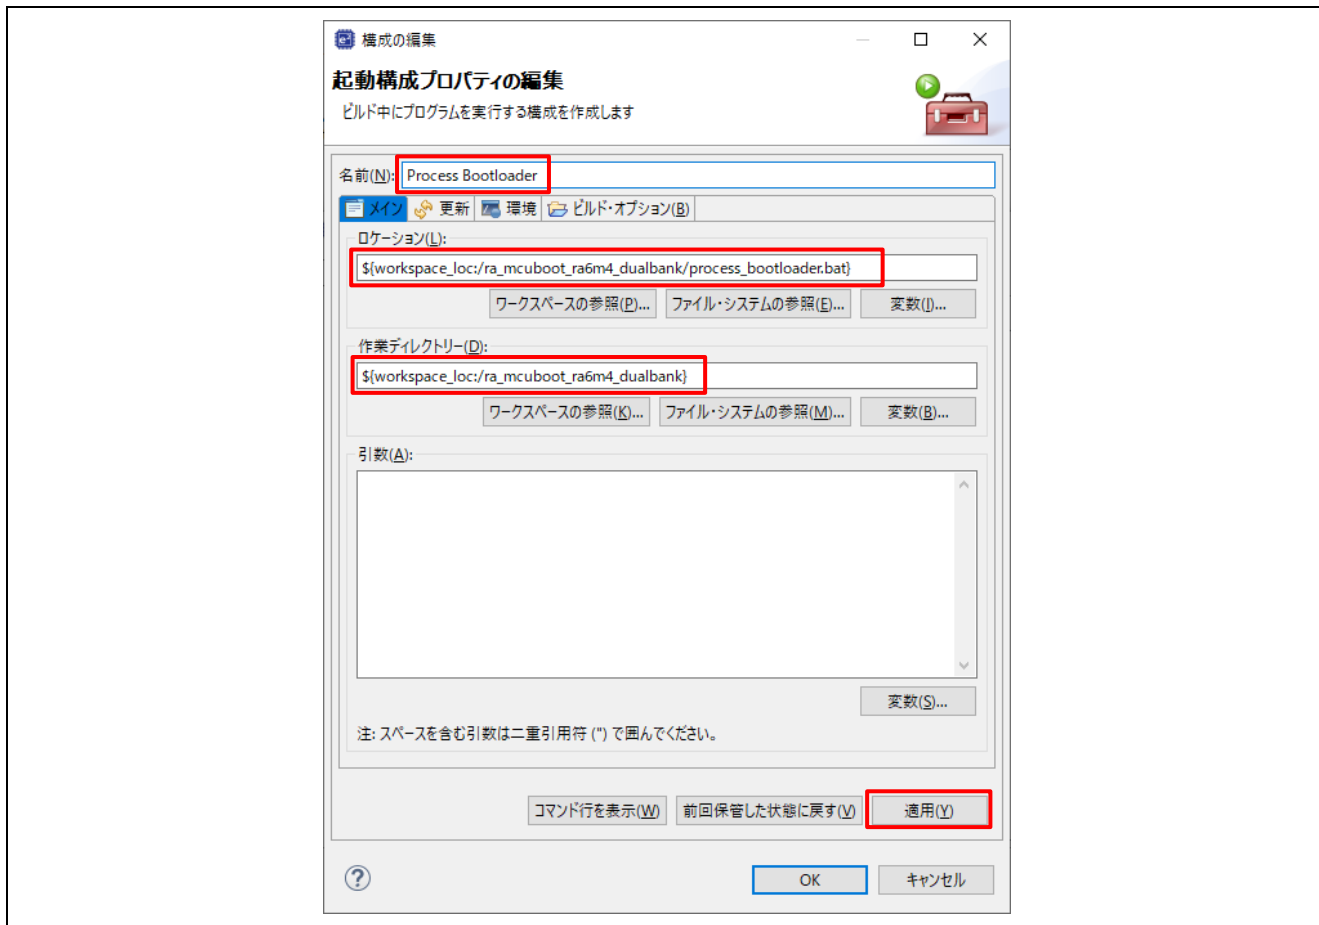 構成の編集
起動構成プロパティの編集
ビルド中にプログラムを実行する構成を作成します
名前(N): Process Bootloader
メイン 更新 環境 ビルド・オプション(B)
ロケーション(L):
${workspace_loc:/ra_mcuboot_ra6m4_dualbank/process_bootloader.bat}
ワークスペースの参照(P)... ファイル・システムの参照(E)... 変数(I)...
作業ディレクトリー(D):
${workspace_loc:/ra_mcuboot_ra6m4_dualbank}
ワークスペースの参照(K)... ファイル・システムの参照(M)... 変数(B)...
引数(A):
変数(S)...
注: スペースを含む引数は二重引用符 (") で囲んでください。
コマンド行を表示(W) 前回保管した状態に戻す(V) 適用(Y)
OK キャンセル